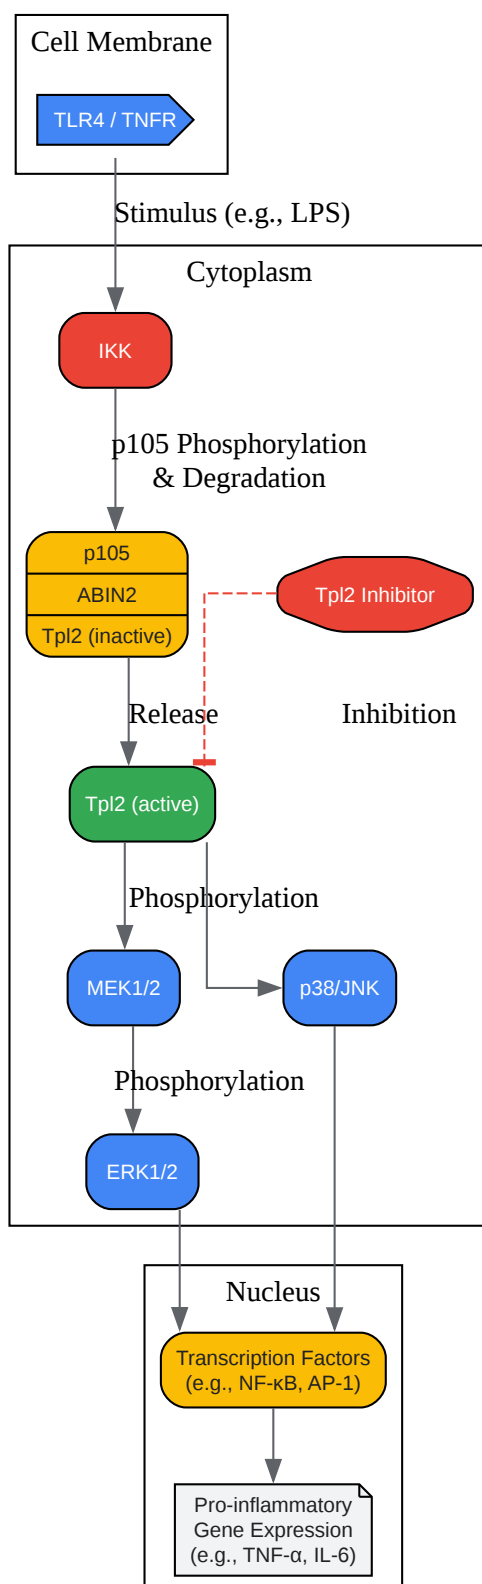 Cell Membrane
TLR4 / TNFR
Stimulus (e.g., LPS)
Cytoplasm
IKK
p105 Phosphorylation
& Degradation
p105
ABIN2
Tpl2 (inactive)
Tpl2 Inhibitor
Release
Inhibition
Tpl2 (active)
Phosphorylation
MEK1/2
p38/JNK
Phosphorylation
ERK1/2
Nucleus
Transcription Factors
(e.g., NF-κB, AP-1)
Pro-inflammatory
Gene Expression
(e.g., TNF-α, IL-6)